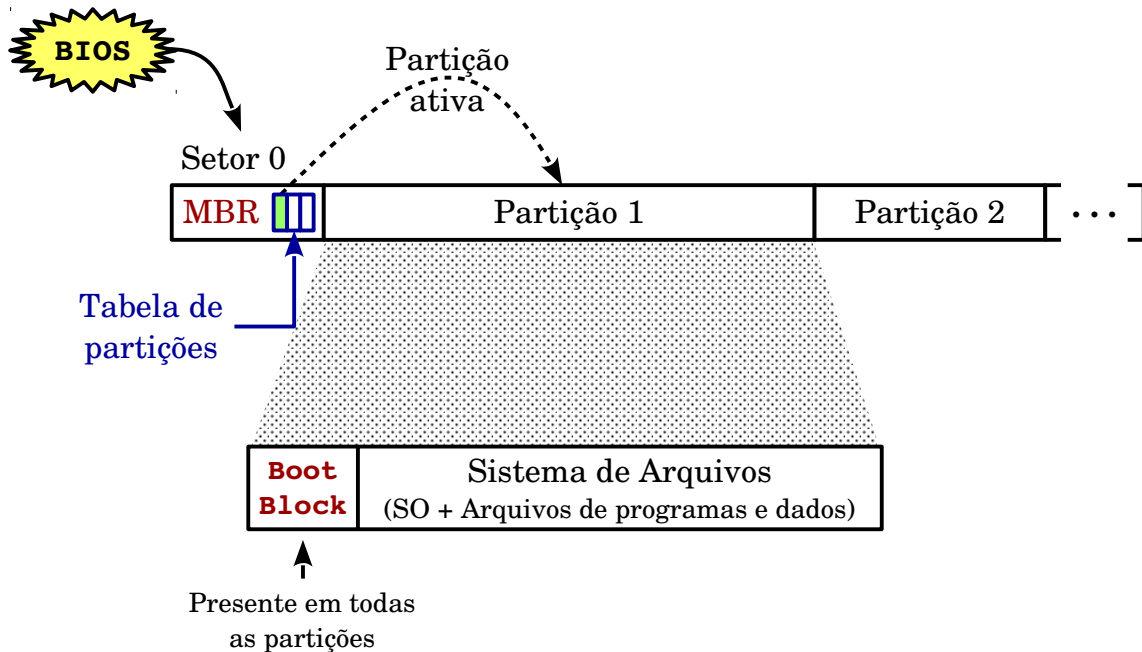 BIOS
Partição
ativa
Setor 0
MBR
Partição 1
Partição 2
...
Tabela de
partições
Boot
Block
Sistema de Arquivos
(SO + Arquivos de programas e dados)
Presente em todas
as partições